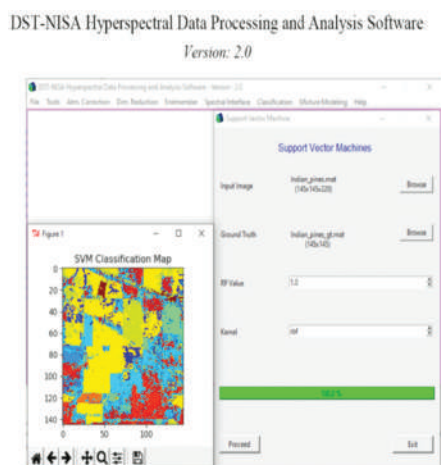 DST-NISA Hyperspectral Data Processing and Analysis Software
Version: 2.0
DST-NISA Hyperspectral Data Processing and Analysis Software - Version - 2.0
File Tools Atm. Correction Dim. Reduction Endmember Spectral Interface Classification Mixture Modeling Help
Support Vector Machine
Support Vector Machines
Input Image
Indian_pines.mat
(145x145x220)
Browse
Ground Truth
Indian_pines_gt.mat
(145x145)
Browse
RP Value
1.0
Kernel
rbf
Proceed
Exit
Figure 1
SVM Classification Map
0
20
40
60
80
100
120
140
0
100